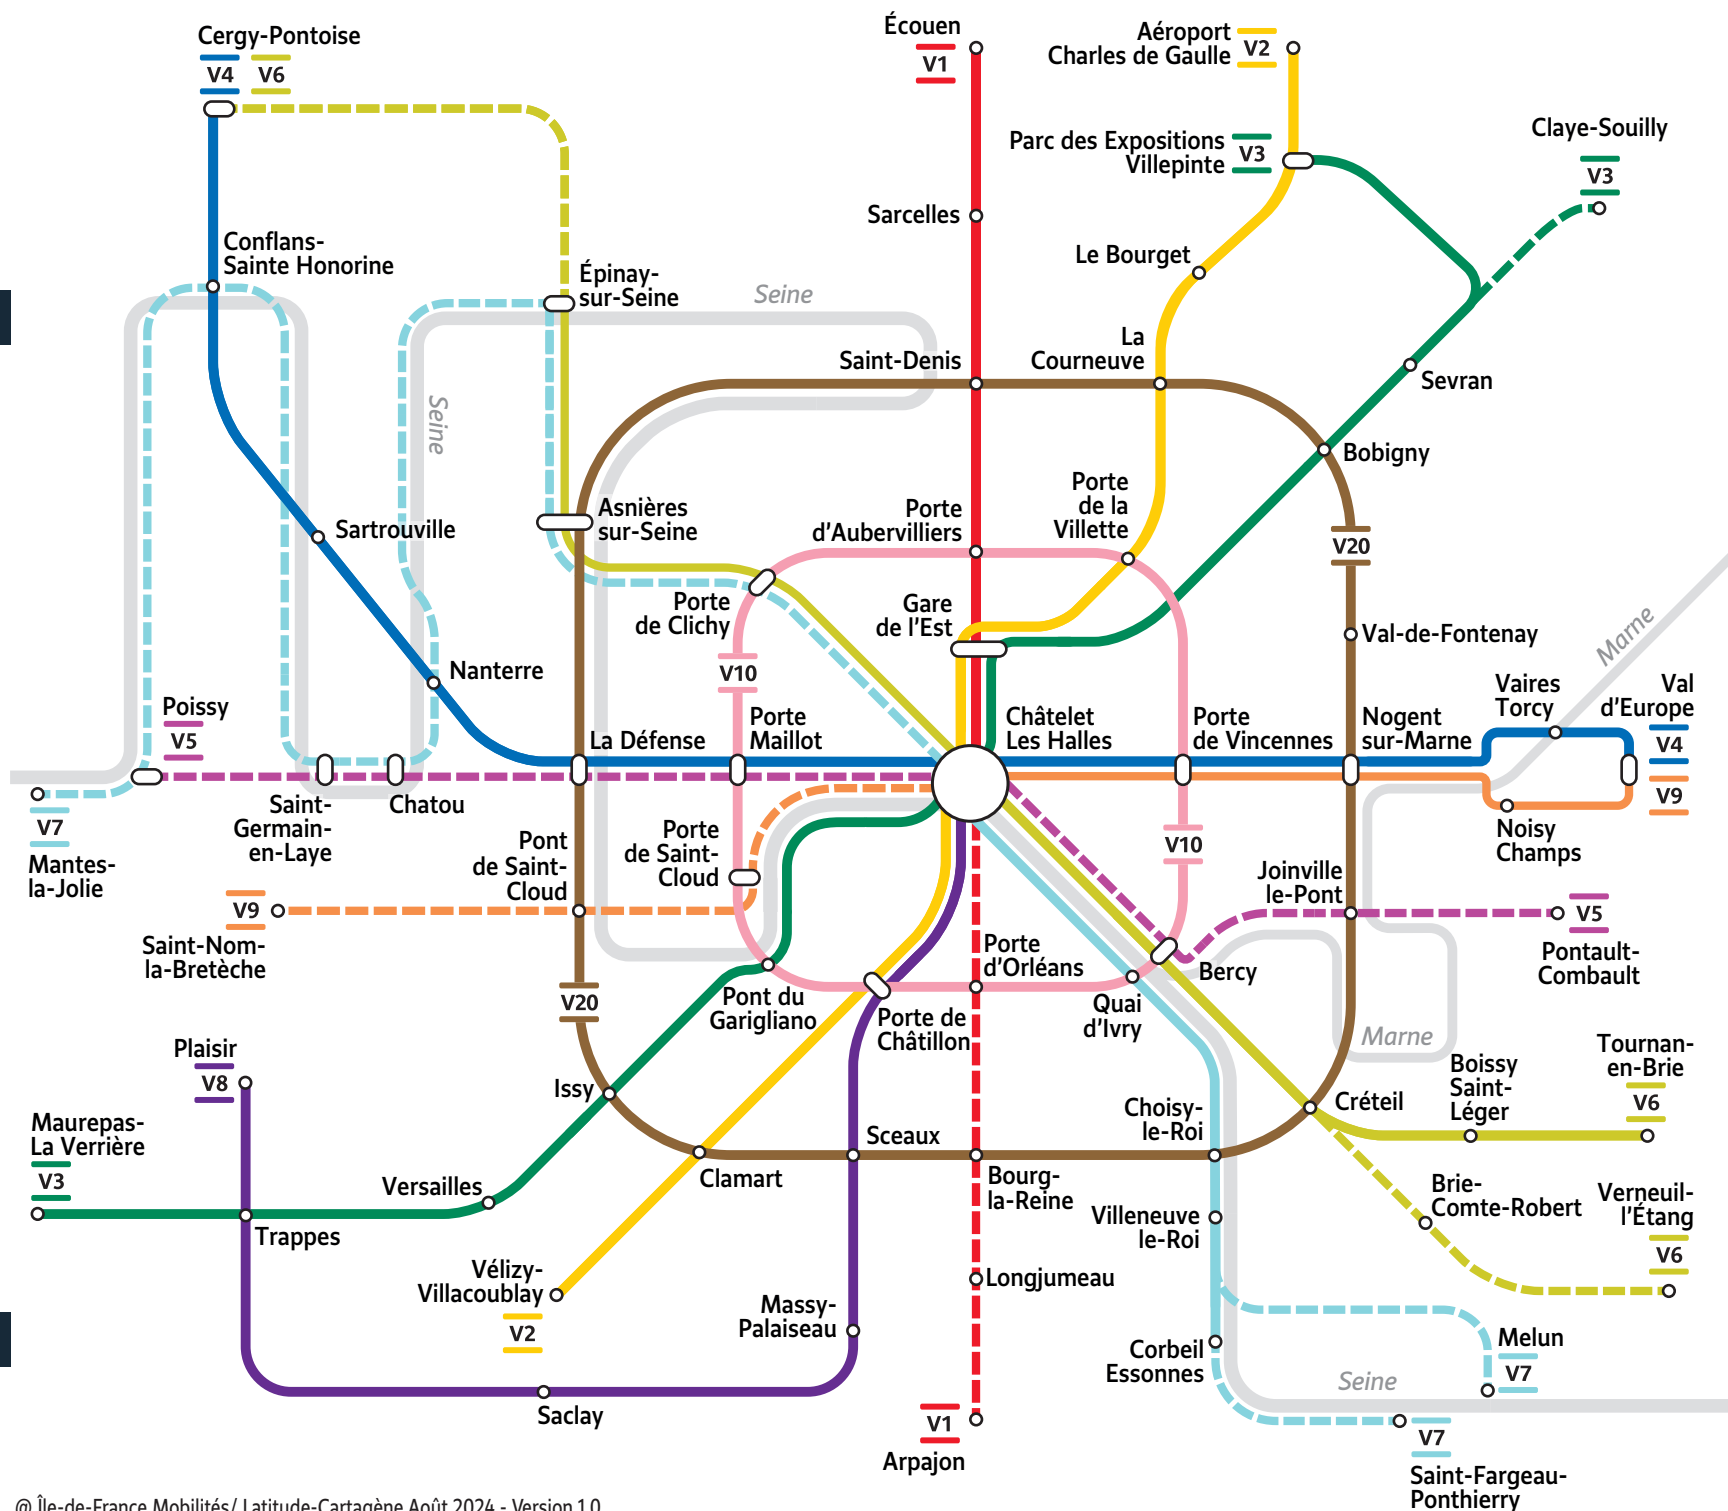 Cergy-Pontoise
V4
V6
Écouen
V1
Aéroport
Charles de Gaulle
V2
Parc des Expositions
Villepinte
V3
Claye-Souilly
V3
Sarcelles
Le Bourget
Conflans-
Sainte Honorine
Épinay-
sur-Seine
Seine
La
Courneuve
Saint-Denis
Sevran
Seine
Bobigny
Sartrouville
Asnières
sur-Seine
Porte
d'Aubervilliers
Porte
de la
Villette
V20
Porte
de Clichy
Gare
de l'Est
Val-de-Fontenay
Marne
Nanterre
V10
Poissy
V5
La Défense
Porte
Maillot
Châtelet
Les Halles
Porte
de Vincennes
Nogent
sur-Marne
Vaires
Torcy
Val
d'Europe
V4
V9
V7
Mantes-
la-Jolie
Saint-
Germain-
en-Laye
Chatou
Pont
de Saint-
Cloud
Porte
de Saint-
Cloud
V10
Noisy
Champs
Joinville
le-Pont
V9
Saint-Nom-
la-Bretèche
V5
Pontault-
Combault
Porte
d'Orléans
Bercy
V20
Pont du
Garigliano
Porte de
Châtillon
Quai
d'Ivry
Marne
Plaisir
V8
Issy
Choisy-
le-Roi
Créteil
Boissy
Saint-
Léger
Tournan-
en-Brie
V6
Maurepas-
La Verrière
V3
Versailles
Clamart
Sceaux
Bourg-
la-Reine
Brie-
Comte-Robert
Verneuil-
l'Étang
V6
Trappes
Villeneuve
le-Roi
Vélizy-
Villacoublay
V2
Longjumeau
Massy-
Palaiseau
Corbeil
Essonnes
Melun
V7
Seine
Saclay
V1
Arpajon
V7
Saint-Fargeau-
Ponthierry
@ Île-de-France Mobilités/ Latitude-Cartagène Août 2024 - Version 1.0